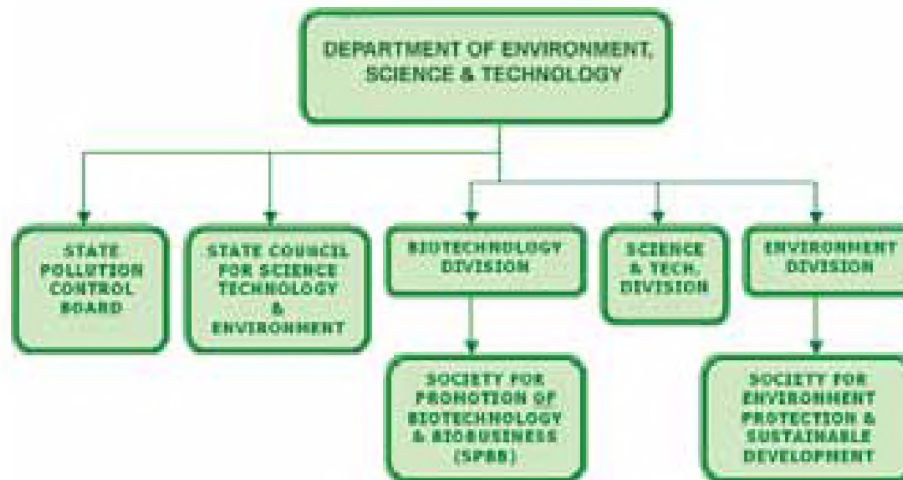 DEPARTMENT OF ENVIRONMENT,
SCIENCE & TECHNOLOGY
STATE
POLLUTION
CONTROL
BOARD
STATE COUNCIL
FOR SCIENCE
TECHNOLOGY
&
ENVIRONMENT
BIOTECHNOLOGY
DIVISION
SCIENCE
& TECH.
DIVISION
ENVIRONMENT
DIVISION
SOCIETY FOR
PROMOTION OF
BIOTECHNOLOGY
& BIOBUSINESS
(SPBB)
SOCIETY FOR
ENVIRONMENT
PROTECTION &
SUSTAINABLE
DEVELOPMENT